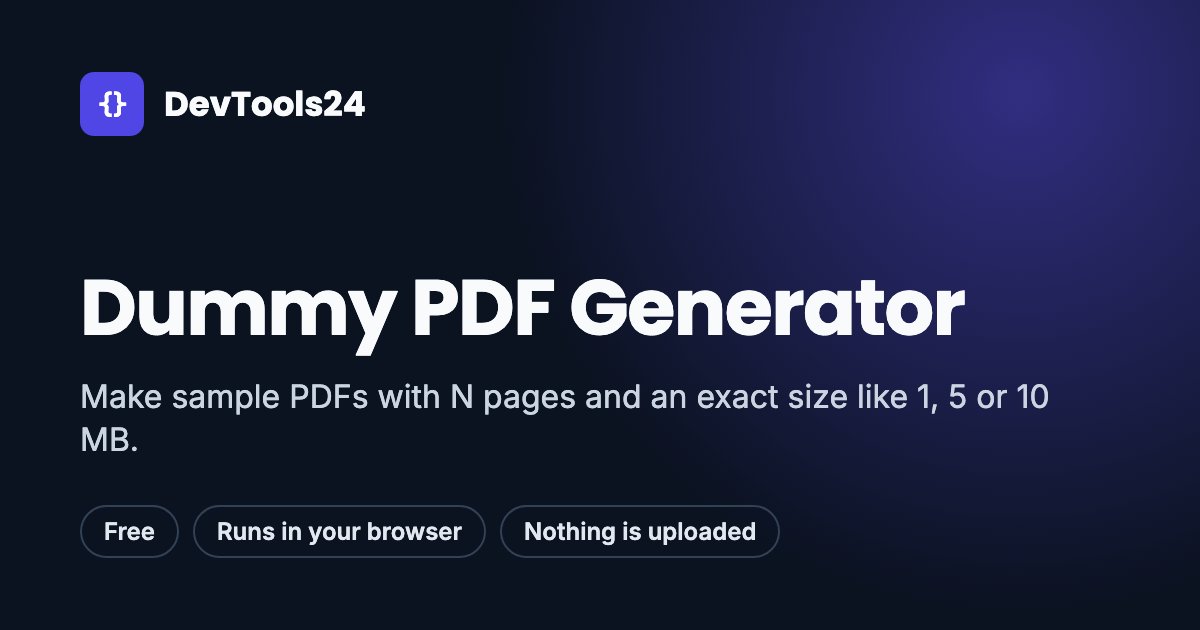 {} DevTools24
Dummy PDF Generator
Make sample PDFs with N pages and an exact size like 1, 5 or 10
MB.
Free Runs in your browser Nothing is uploaded